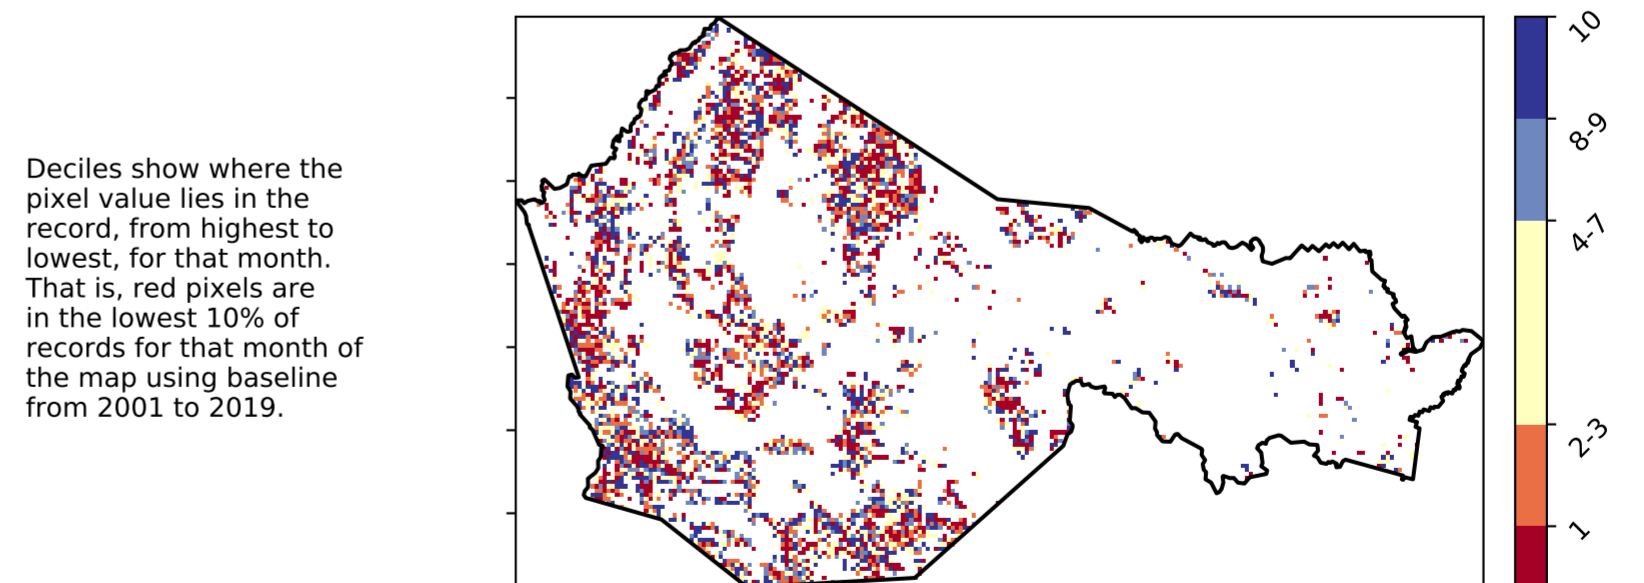 Deciles show where the
pixel value lies in the
record, from highest to
lowest, for that month.
That is, red pixels are
in the lowest 10% of
records for that month of
the map using baseline
from 2001 to 2019.
10
8-9
4-7
2-3
1